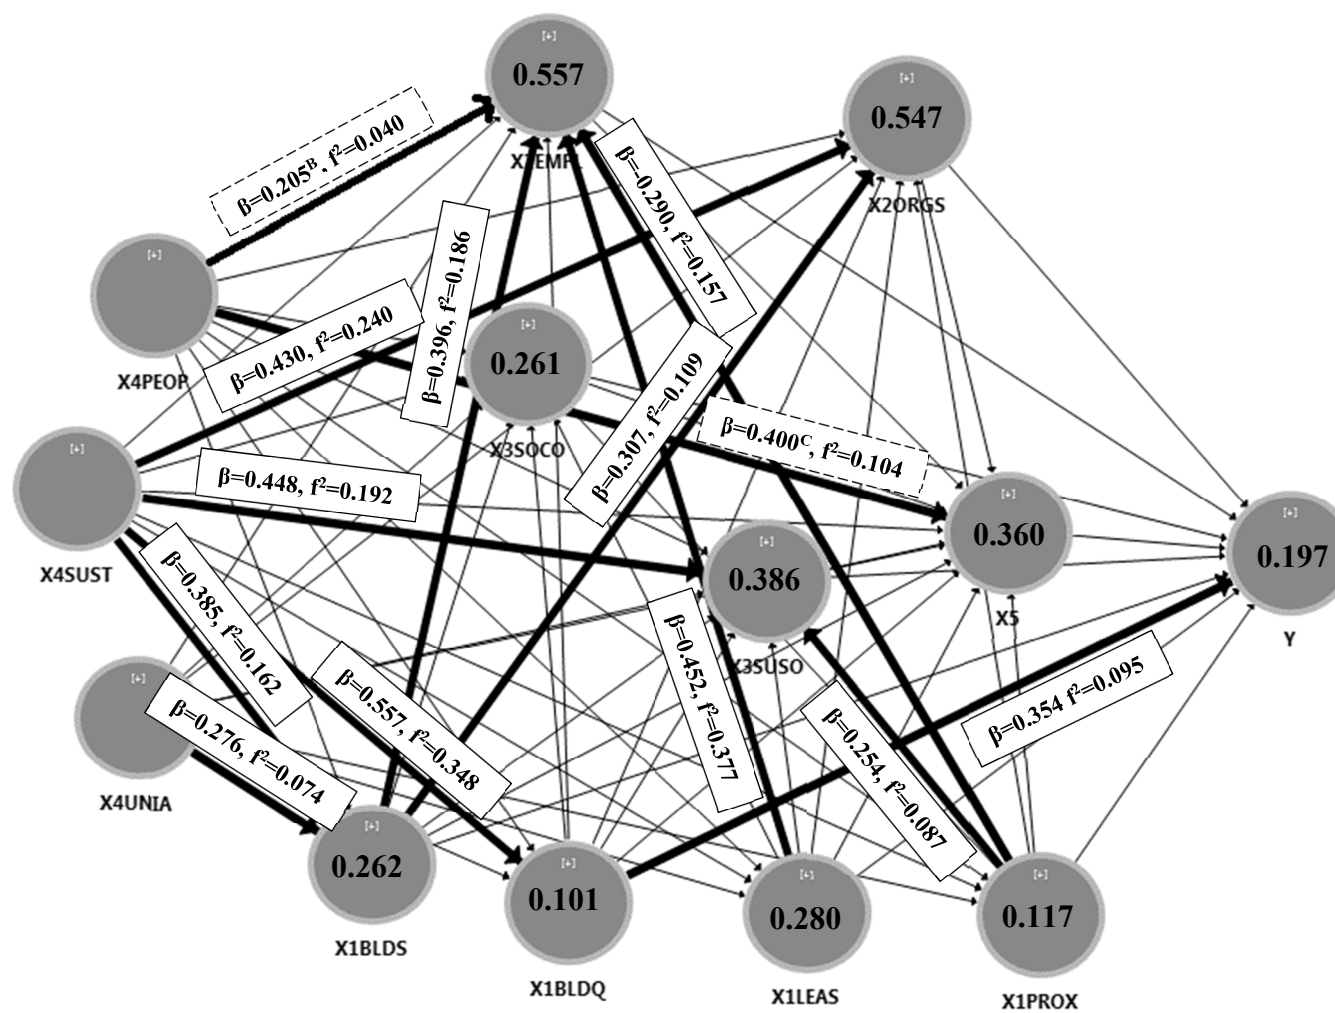 [+]
0.557
X2EMPL
[+]
0.547
X2ORGS
β=0.205ᴮ, f²=0.040
β=-0.290, f²=0.157
[+]
X4PEOP
β=0.396, f²=0.186
β=0.430, f²=0.240
[+]
0.261
X3SOCO
β=0.307, f²=0.109
β=0.400ᶜ, f²=0.104
[+]
X4SUST
β=0.448, f²=0.192
[+]
0.360
X5
[+]
0.197
Y
[+]
0.386
X3SUSO
β=0.385, f²=0.162
β=0.452, f²=0.377
β=0.354 f²=0.095
[+]
X4UNIA
β=0.276, f²=0.074
β=0.557, f²=0.348
β=0.254, f²=0.087
[+]
0.262
X1BLDS
[+]
0.101
X1BLDQ
[+]
0.280
X1LEAS
[+]
0.117
X1PROX